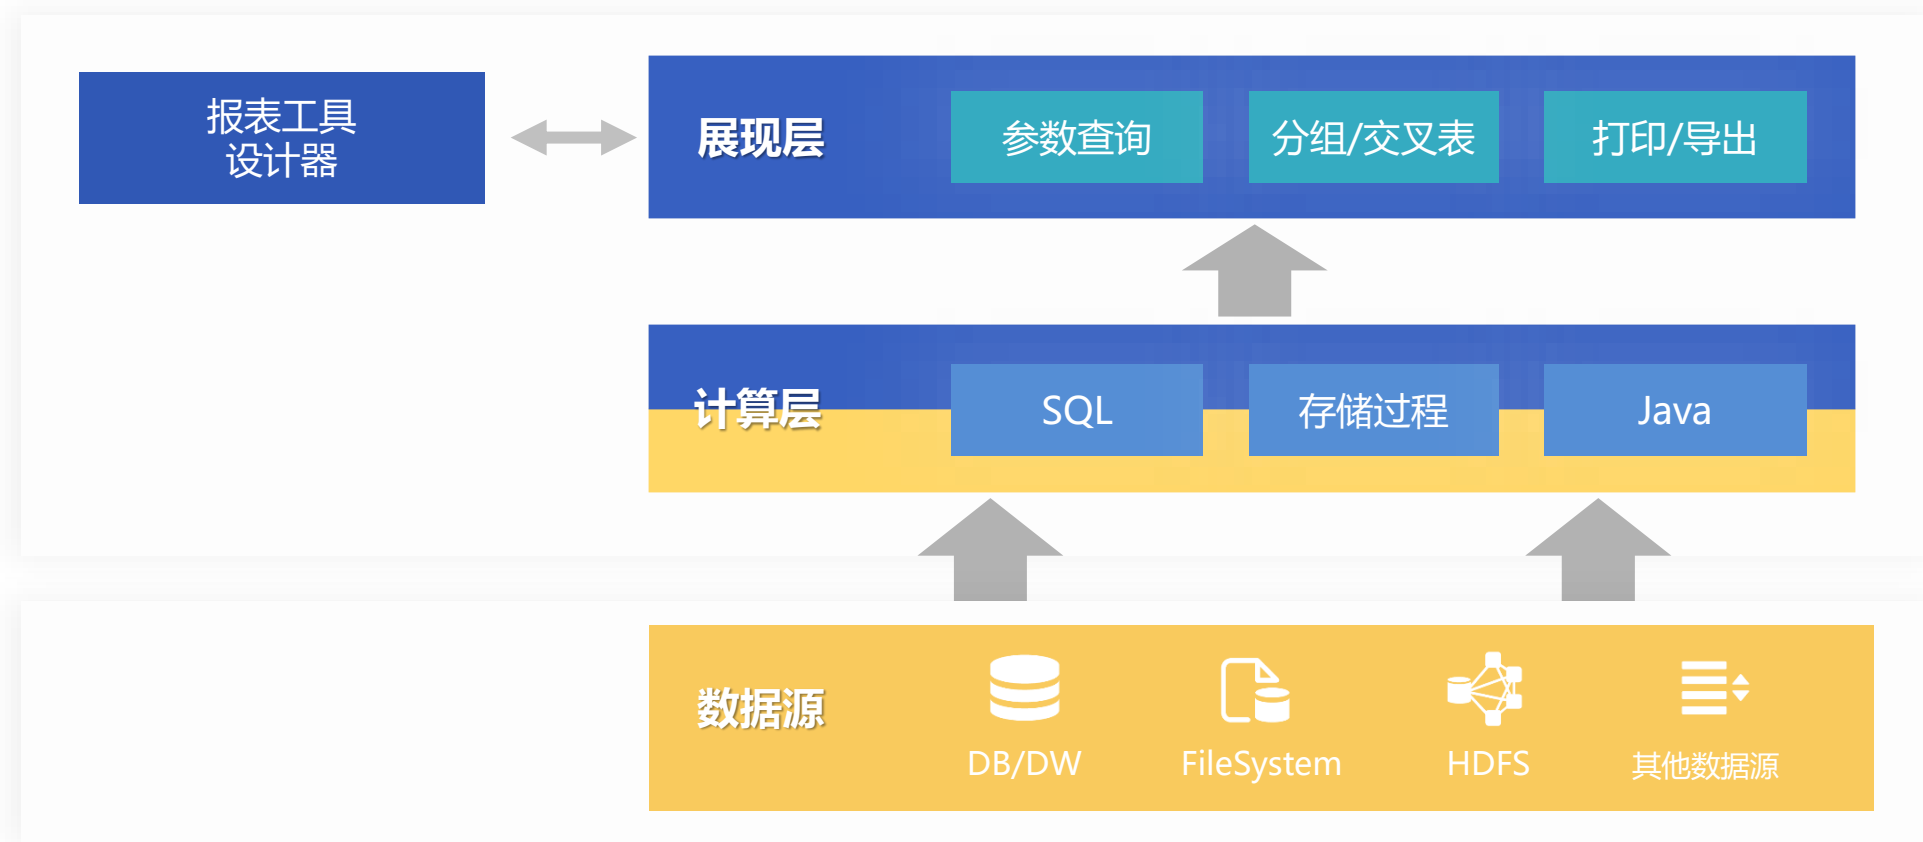 报表工具
设计器
展现层
参数查询
分组/交叉表
打印/导出
计算层
SQL
存储过程
Java
数据源
DB/DW
FileSystem
HDFS
其他数据源